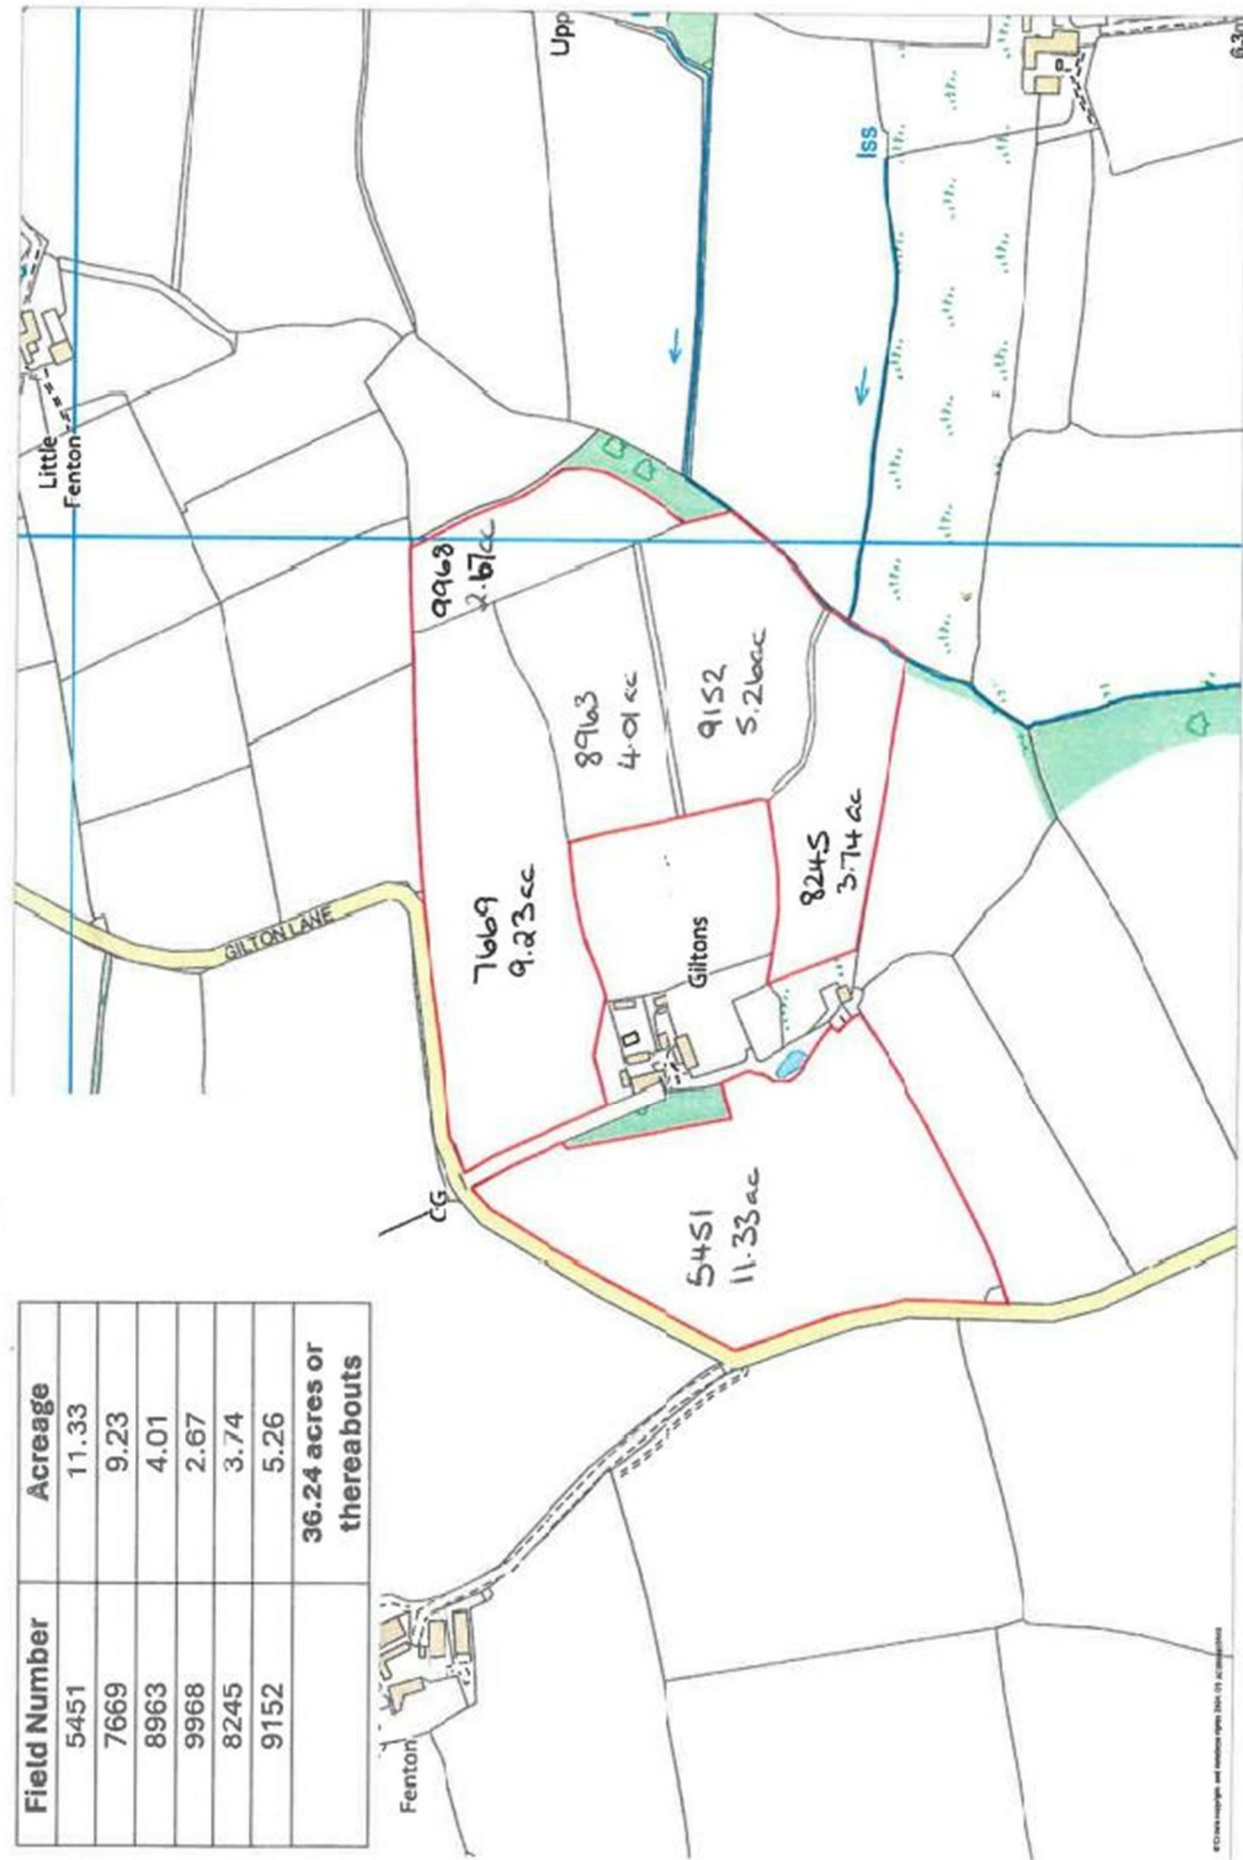 Field Number Acreage
5451 11.33
7669 9.23
8963 4.01
9968 2.67
8245 3.74
9152 5.26
36.24 acres or
thereabouts
Little
Fenton
Upp
Iss
63m
GILTON LANE
9968
2.67ac
7669
9.23ac
8963
4.01ac
9152
5.26ac
8245
3.74ac
Giltons
CG
5451
11.33ac
Fenton